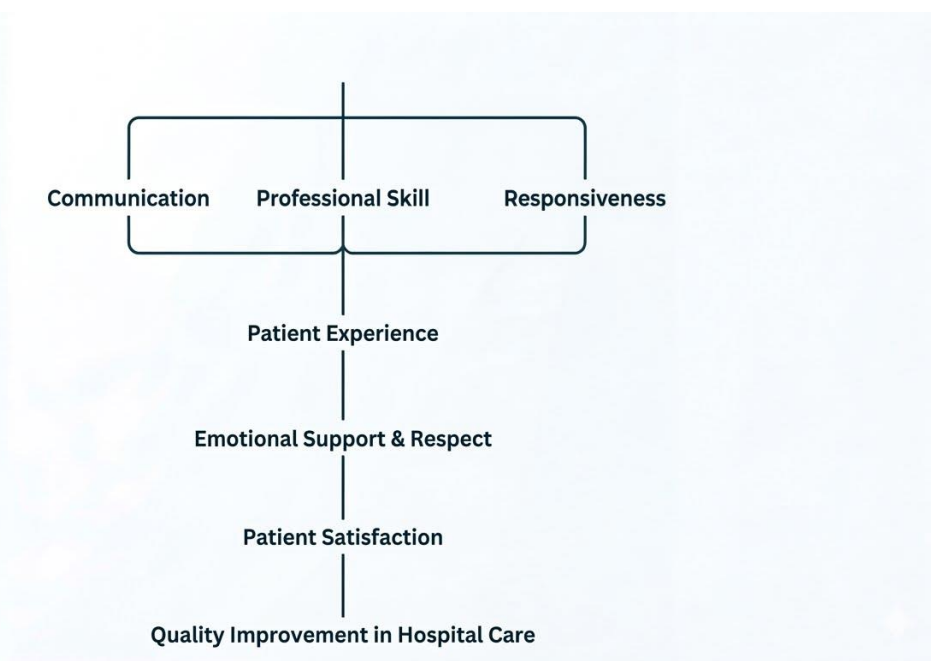 Communication
Professional Skill
Responsiveness
Patient Experience
Emotional Support & Respect
Patient Satisfaction
Quality Improvement in Hospital Care